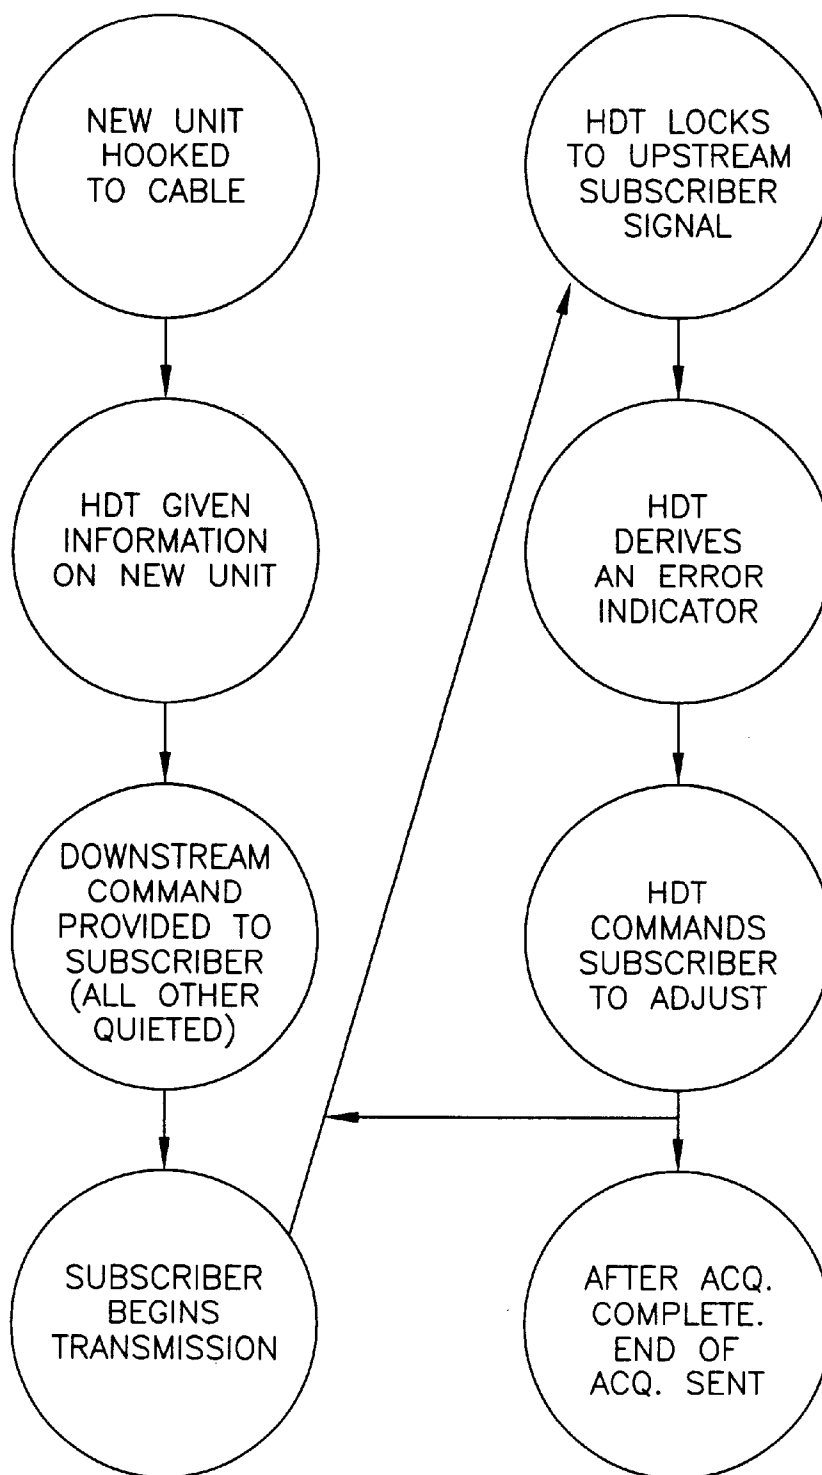 NEW UNIT
HOOKED
TO CABLE
HDT GIVEN
INFORMATION
ON NEW UNIT
DOWNSTREAM
COMMAND
PROVIDED TO
SUBSCRIBER
(ALL OTHER
QUIETED)
SUBSCRIBER
BEGINS
TRANSMISSION
HDT LOCKS
TO UPSTREAM
SUBSCRIBER
SIGNAL
HDT
DERIVES
AN ERROR
INDICATOR
HDT
COMMANDS
SUBSCRIBER
TO ADJUST
AFTER ACQ.
COMPLETE.
END OF
ACQ. SENT